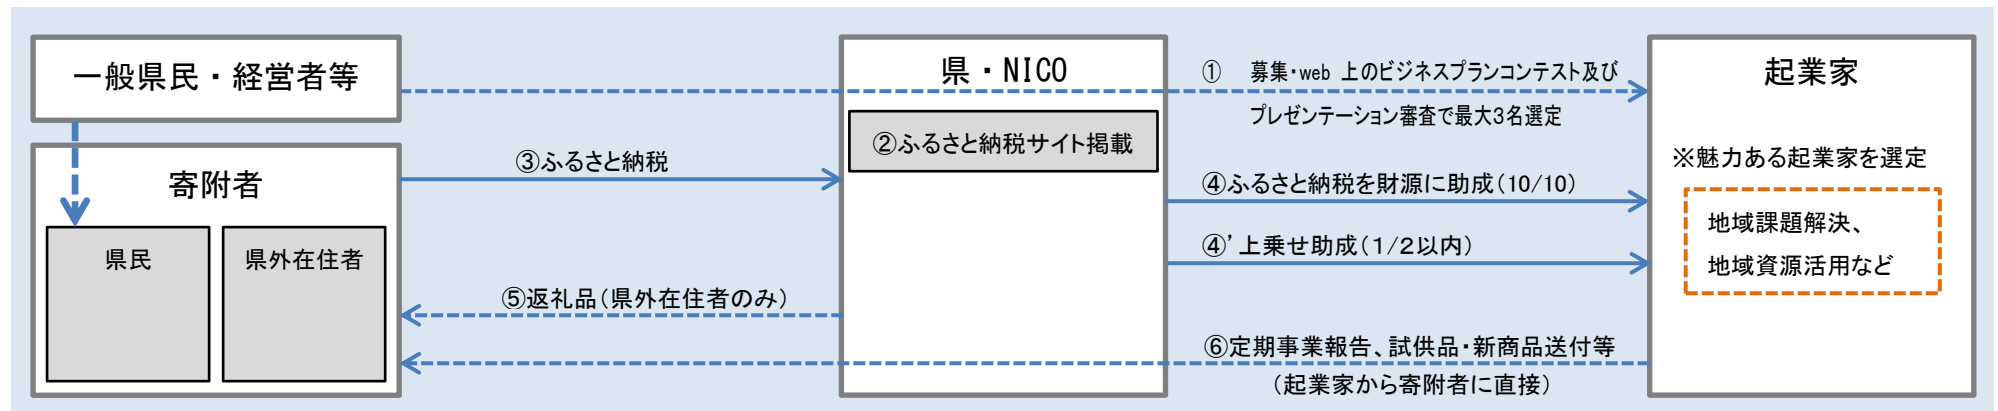 一般県民・経営者等
寄附者
県民
県外在住者
③ふるさと納税
⑤返礼品（県外在住者のみ）
県・NICO
②ふるさと納税サイト掲載
① 募集・web 上のビジネスプランコンテスト及び
プレゼンテーション審査で最大3名選定
④ふるさと納税を財源に助成（10/10）
④’上乗せ助成（1/2以内）
⑥定期事業報告、試供品・新商品送付等
（起業家から寄附者に直接）
起業家
※魅力ある起業家を選定
地域課題解決、
地域資源活用など